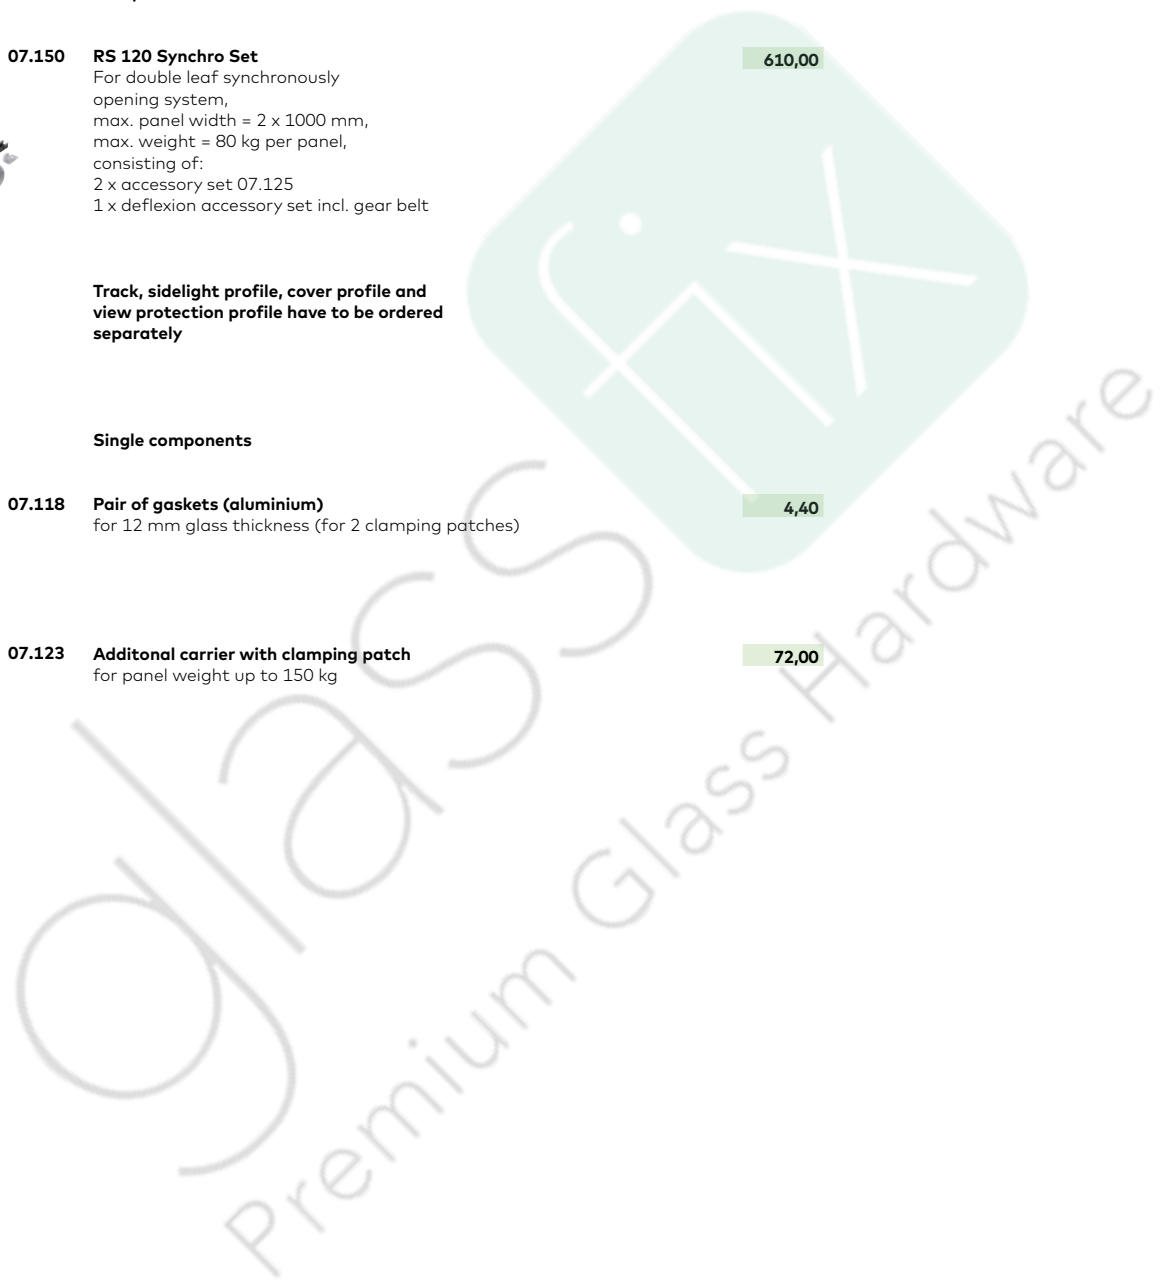 07.150 RS 120 Synchro Set 610,00
For double leaf synchronously
opening system,
max. panel width = 2 x 1000 mm,
max. weight = 80 kg per panel,
consisting of:
2 x accessory set 07.125
1 x deflexion accessory set incl. gear belt
Track, sidelight profile, cover profile and
view protection profile have to be ordered
separately
Single components
07.118 Pair of gaskets (aluminium) 4,40
for 12 mm glass thickness (for 2 clamping patches)
07.123 Additonal carrier with clamping patch 72,00
for panel weight up to 150 kg
glass fix
Premium Glass Hardware